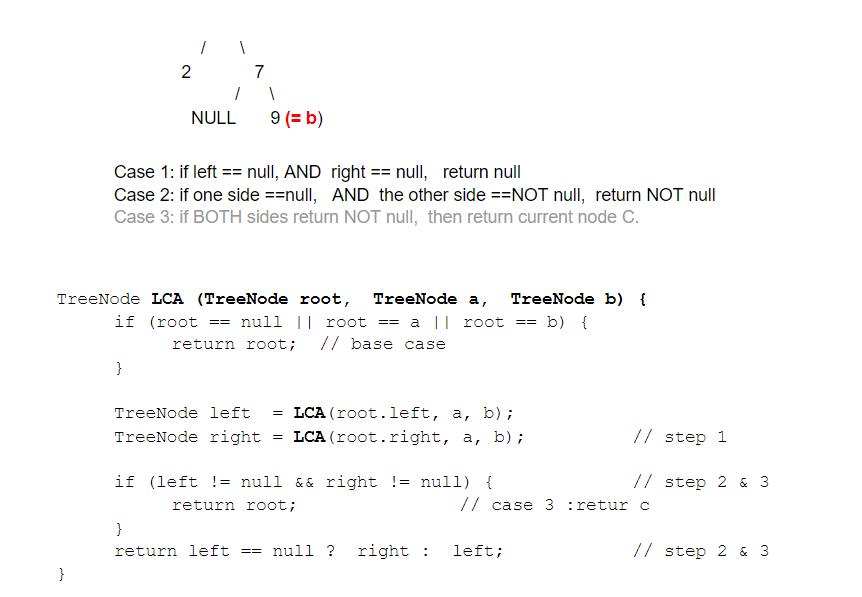 / \
2 7
/ \
NULL 9 (= b)
Case 1: if left == null, AND right == null, return null
Case 2: if one side ==null, AND the other side ==NOT null, return NOT null
Case 3: if BOTH sides return NOT null, then return current node C.
TreeNode LCA (TreeNode root, TreeNode a, TreeNode b) {
if (root == null || root == a || root == b) {
return root; // base case
}
TreeNode left = LCA(root.left, a, b);
TreeNode right = LCA(root.right, a, b); // step 1
if (left != null && right != null) { // step 2 & 3
return root; // case 3 :retur c
}
return left == null ? right : left; // step 2 & 3
}